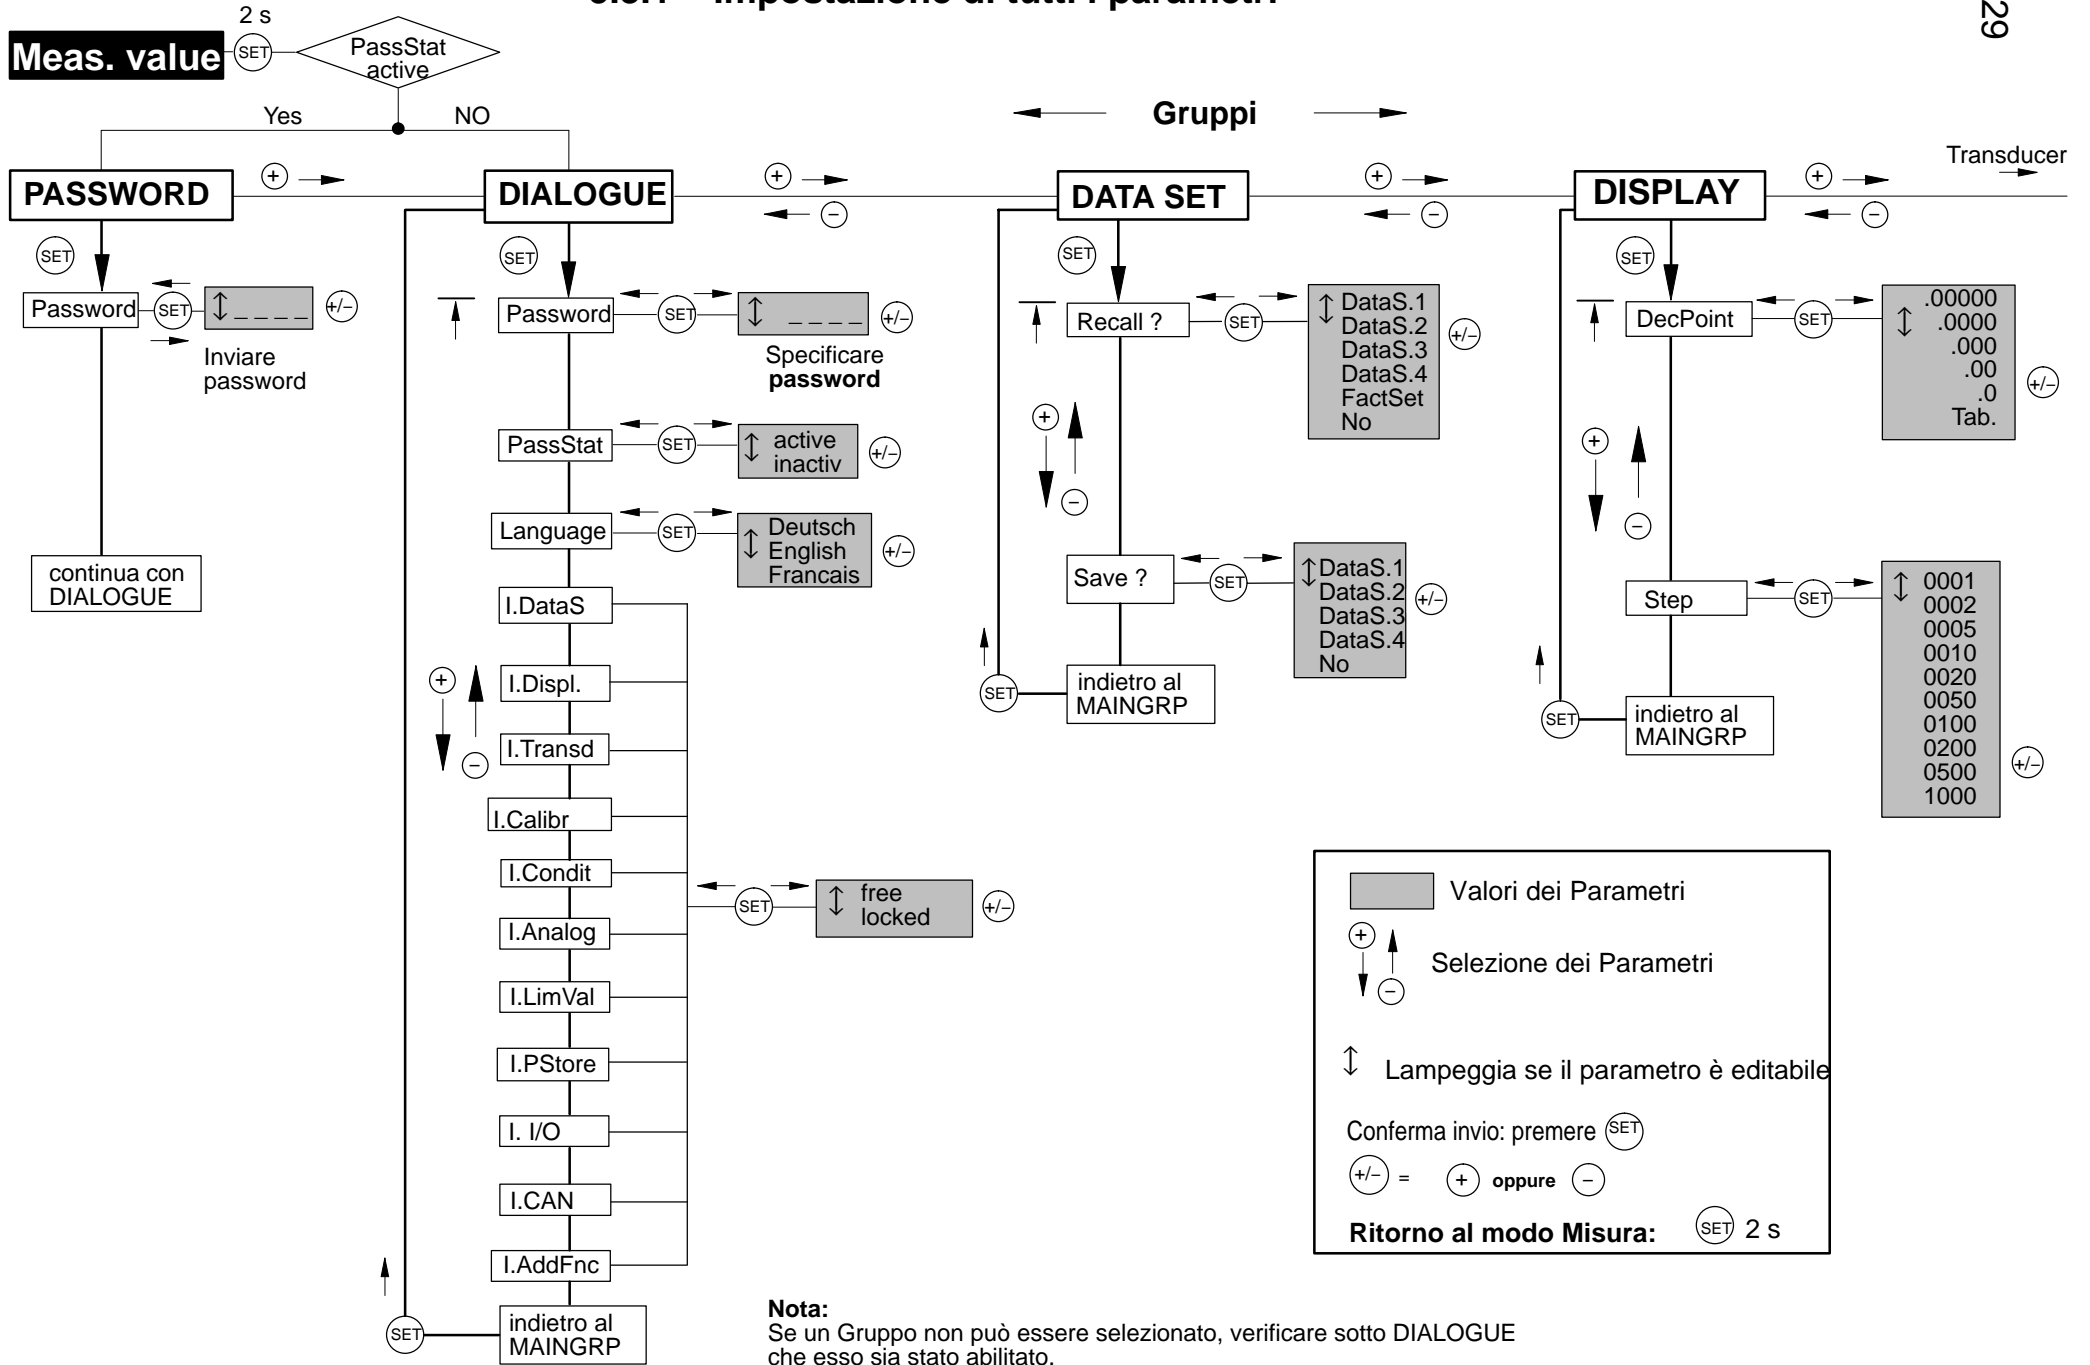 Impostazione di tutti i parametri
29
2 s
Meas. value
SET
PassStat
active
Yes
NO
Gruppi
Transducer
PASSWORD
+
DIALOGUE
+
−
DATA SET
+
−
DISPLAY
+
−
SET
Password
SET
_ _ _ _
+/−
Inviare
password
continua con
DIALOGUE
SET
Password
SET
_ _ _ _
+/−
Specificare
password
PassStat
SET
active
inactiv
+/−
Language
SET
Deutsch
English
Francais
+/−
I.DataS
I.Displ.
I.Transd
I.Calibr
I.Condit
I.Analog
I.LimVal
I.PStore
I. I/O
I.CAN
I.AddFnc
+
−
SET
free
locked
+/−
SET
indietro al
MAINGRP
SET
Recall ?
SET
DataS.1
DataS.2
DataS.3
DataS.4
FactSet
No
+/−
+
−
Save ?
SET
DataS.1
DataS.2
DataS.3
DataS.4
No
+/−
SET
indietro al
MAINGRP
SET
DecPoint
SET
.00000
.0000
.000
.00
.0
Tab.
+/−
+
−
Step
SET
0001
0002
0005
0010
0020
0050
0100
0200
0500
1000
+/−
SET
indietro al
MAINGRP
Valori dei Parametri
+
−
Selezione dei Parametri
Lampeggia se il parametro è editabile
Conferma invio: premere SET
+/− = + oppure −
Ritorno al modo Misura: SET 2 s
Nota:
Se un Gruppo non può essere selezionato, verificare sotto DIALOGUE
che esso sia stato abilitato.